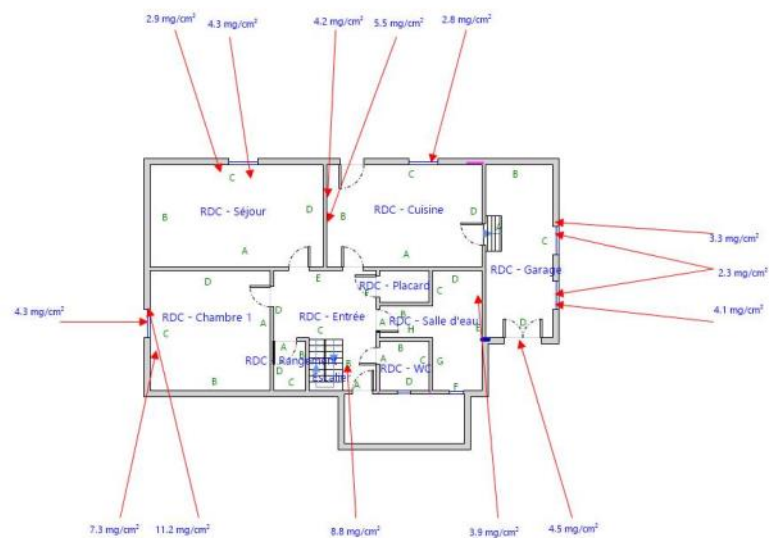 2.9 mg/cm²
4.3 mg/cm²
4.2 mg/cm²
5.5 mg/cm²
2.8 mg/cm²
C
C
B
RDC - Séjour
D
RDC - Cuisine
D
A
B
B
C
A
A
3.3 mg/cm²
RDC - Garage
2.3 mg/cm²
D
E
RDC - Placard
D
C
4.3 mg/cm²
RDC - Chambre 1
D
RDC - Entrée
B
A
RDC - Salle d'eau
4.1 mg/cm²
C
A
C
H
E
D
RDC - Rangement
A
B
B
C
G
Escalier
B
A
RDC - WC
D
B
C
A
D
F
7.3 mg/cm²
11.2 mg/cm²
8.8 mg/cm²
3.9 mg/cm²
4.5 mg/cm²